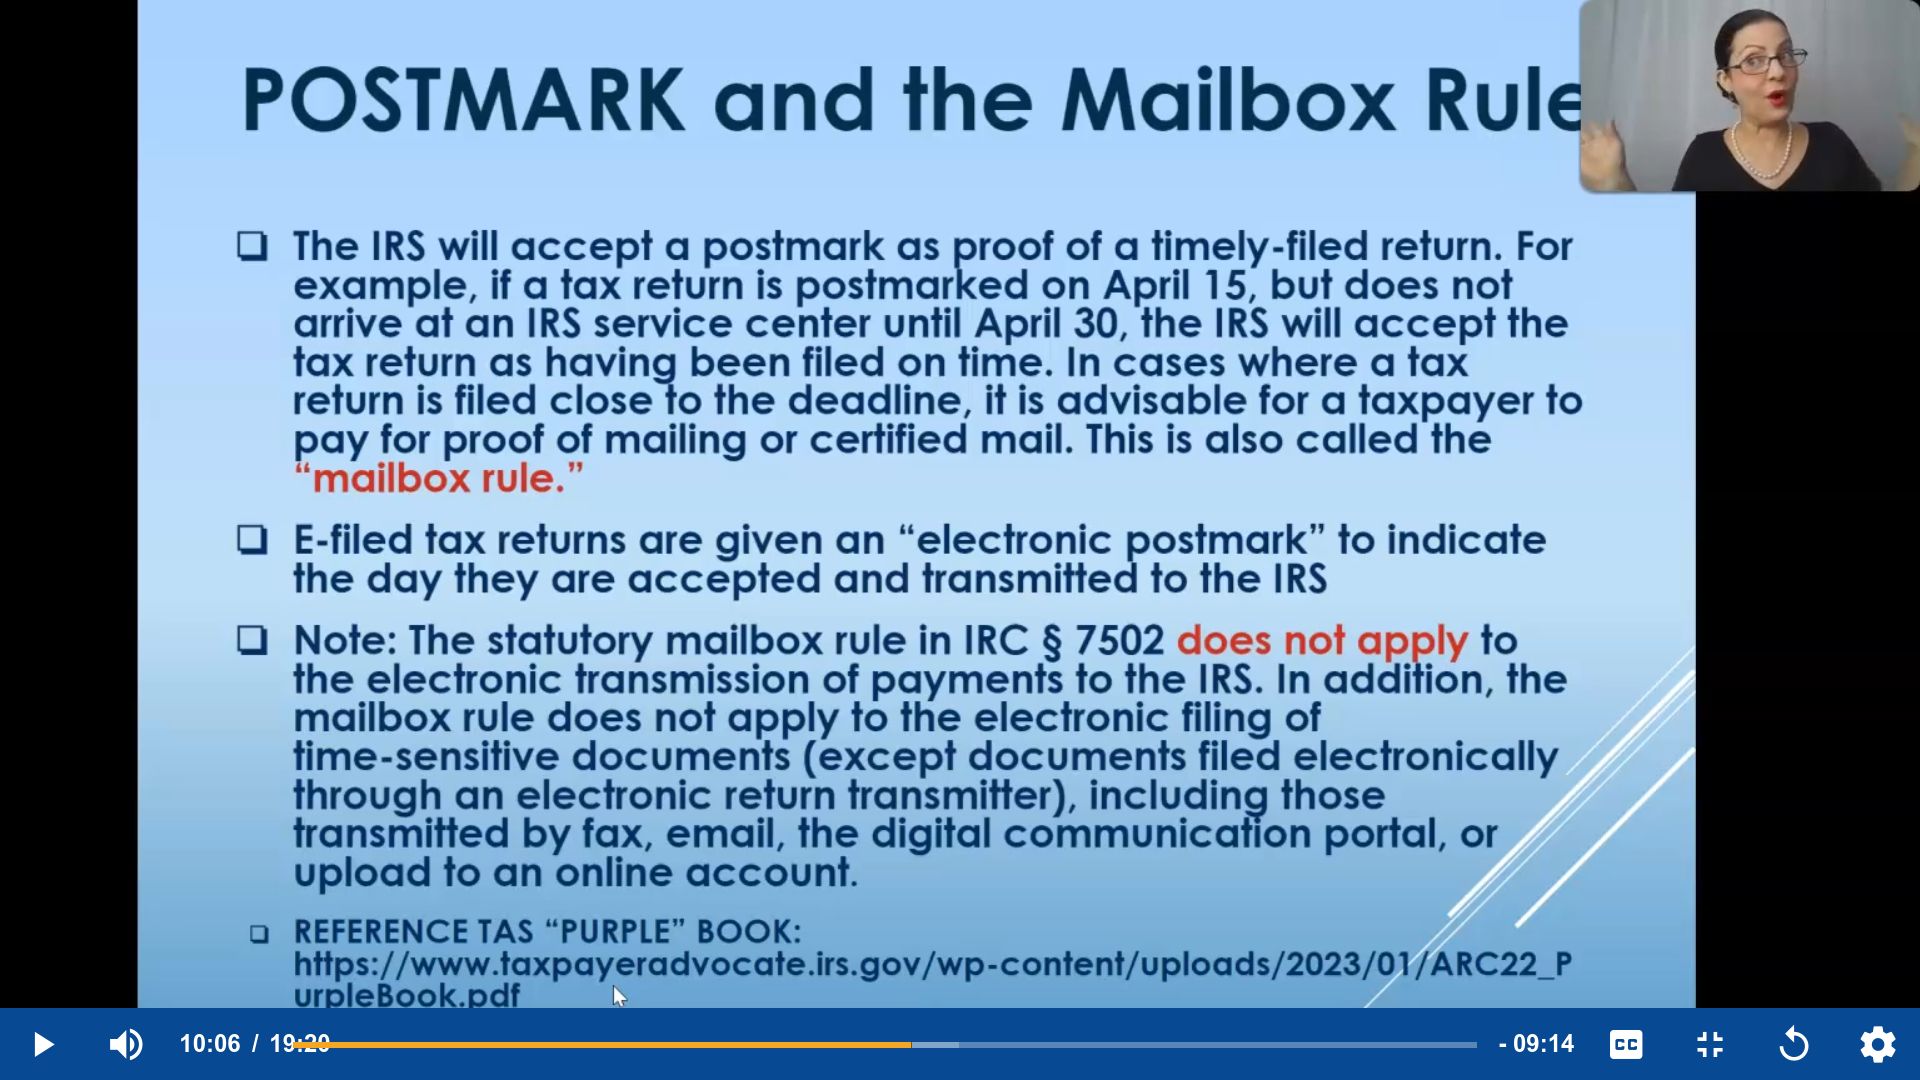 POSTMARK and the Mailbox Rule
❑ The IRS will accept a postmark as proof of a timely-filed return. For
example, if a tax return is postmarked on April 15, but does not
arrive at an IRS service center until April 30, the IRS will accept the
tax return as having been filed on time. In cases where a tax
return is filed close to the deadline, it is advisable for a taxpayer to
pay for proof of mailing or certified mail. This is also called the
“mailbox rule.”
❑ E-filed tax returns are given an “electronic postmark” to indicate
the day they are accepted and transmitted to the IRS
❑ Note: The statutory mailbox rule in IRC § 7502 does not apply to
the electronic transmission of payments to the IRS. In addition, the
mailbox rule does not apply to the electronic filing of
time-sensitive documents (except documents filed electronically
through an electronic return transmitter), including those
transmitted by fax, email, the digital communication portal, or
upload to an online account.
❑ REFERENCE TAS “PURPLE” BOOK:
https://www.taxpayeradvocate.irs.gov/wp-content/uploads/2023/01/ARC22_P
urpleBook.pdf
10:06 / 19:20 - 09:14 CC